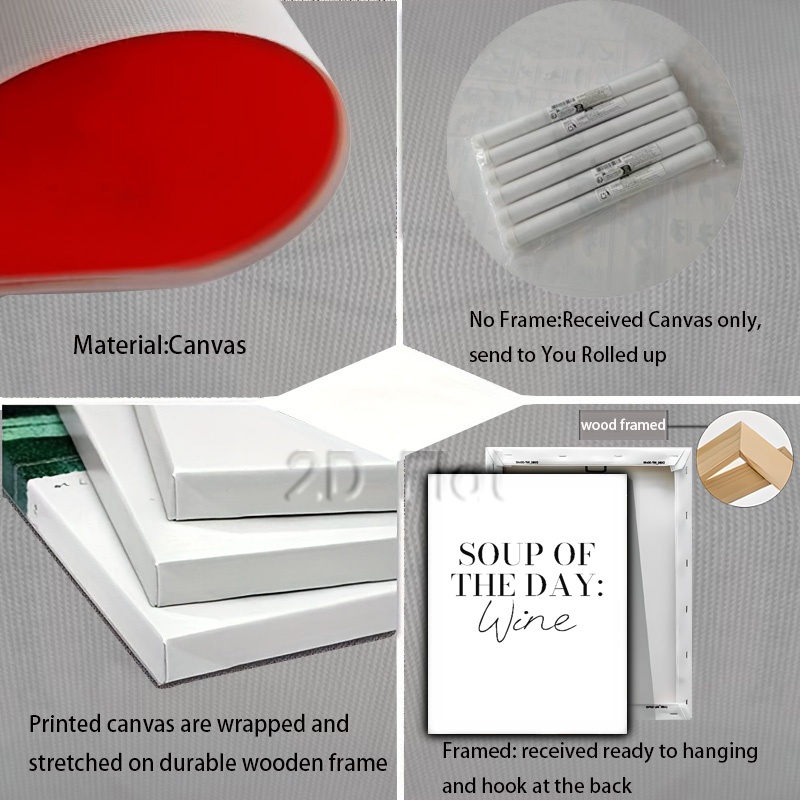 Material:Canvas
No Frame:Received Canvas only,
send to You Rolled up
2D Flat
wood framed
SOUP OF
THE DAY:
Wine
Printed canvas are wrapped and
stretched on durable wooden frame
Framed: received ready to hanging
and hook at the back